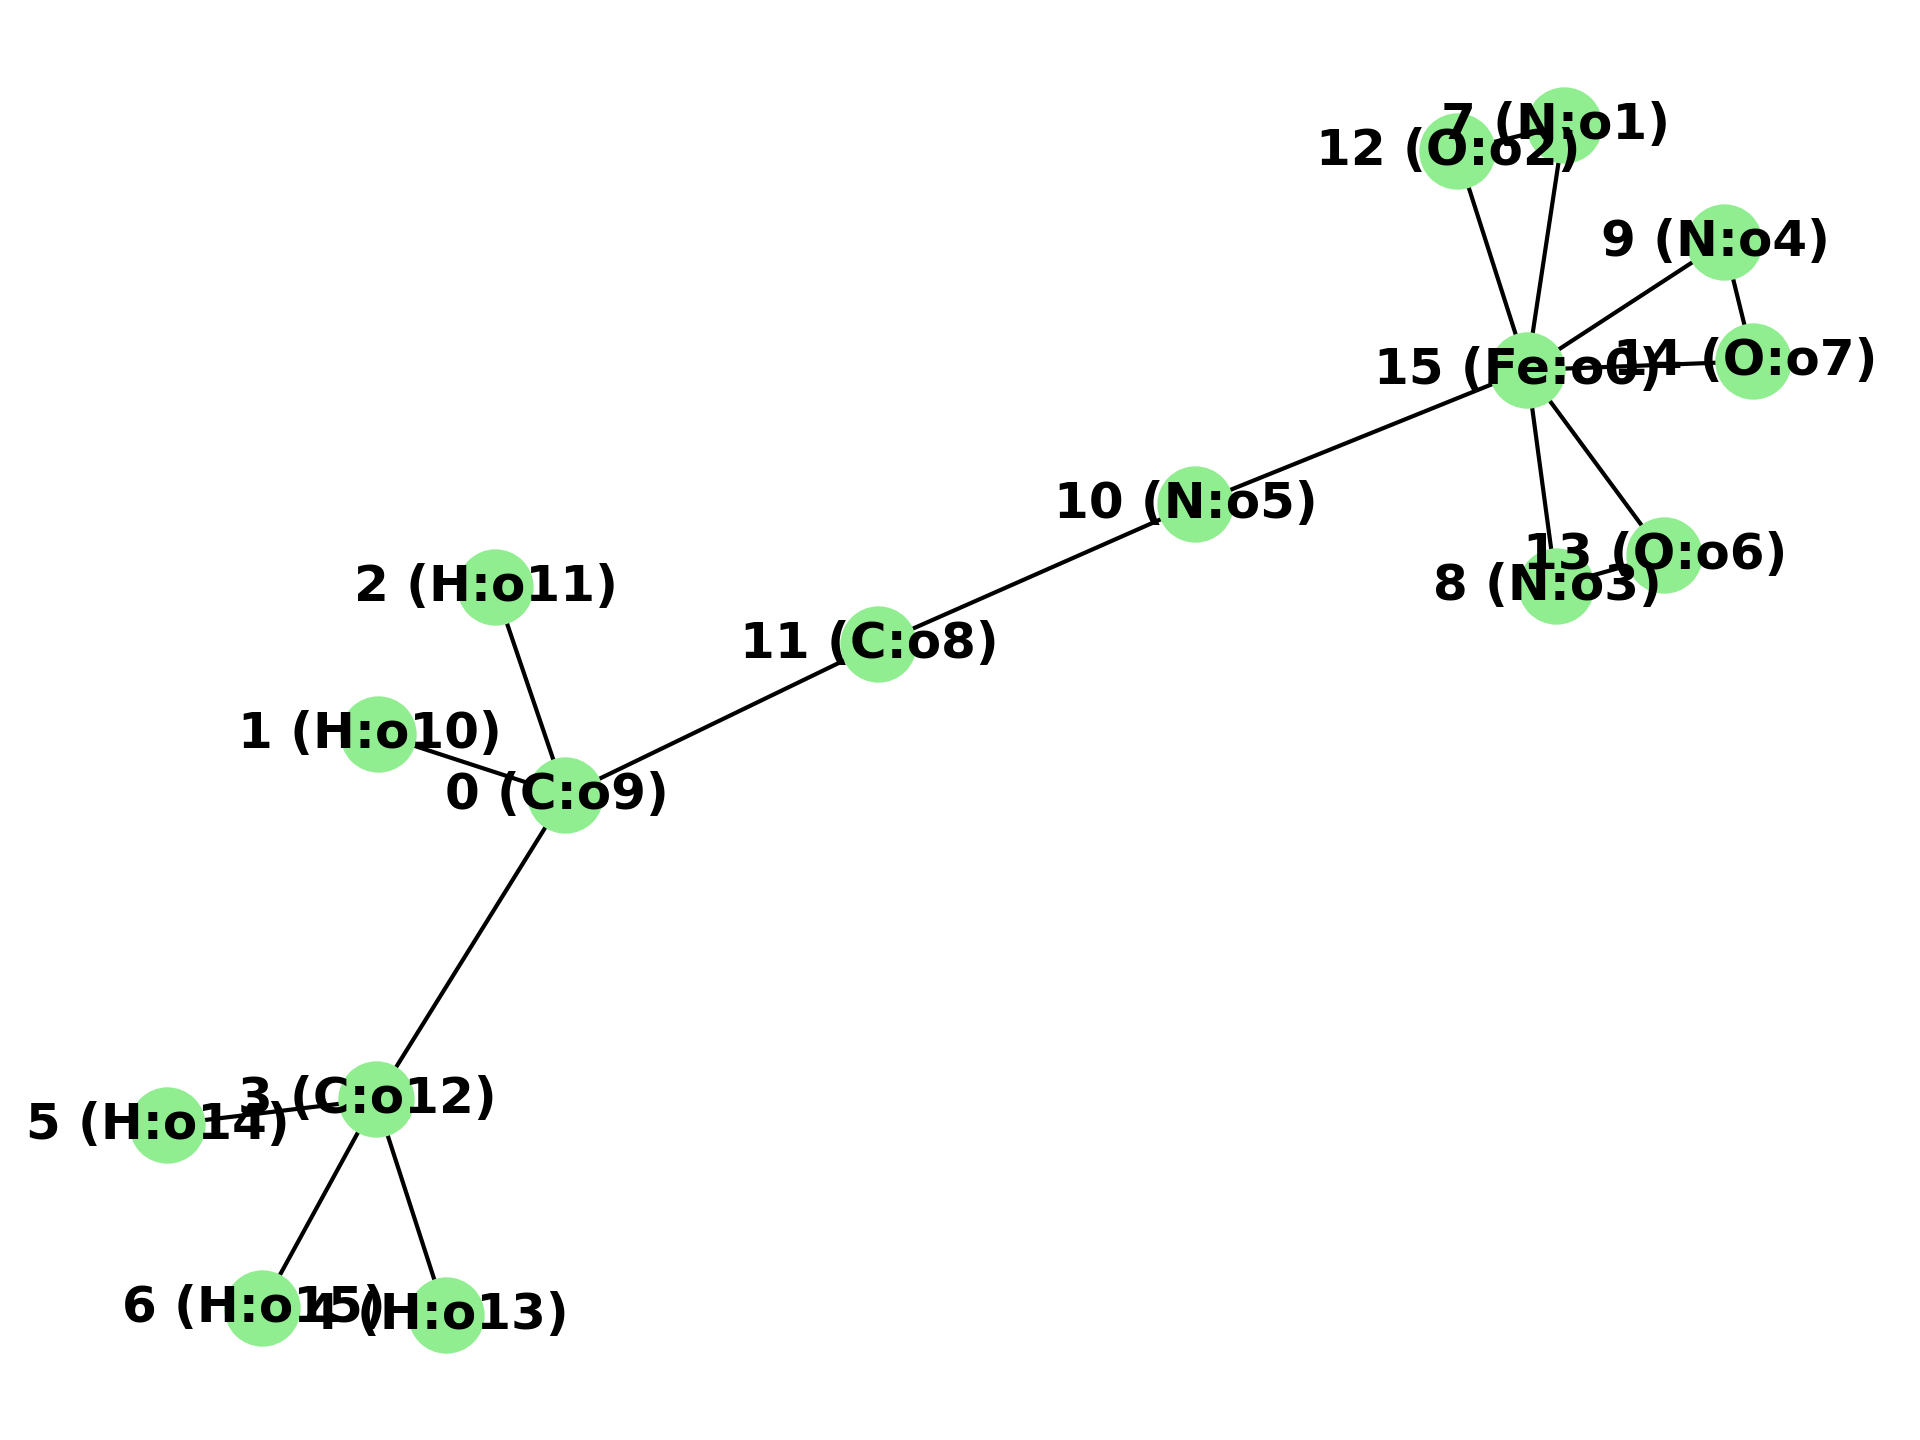 7 (N:o1)
12 (O:o2)
9 (N:o4)
14 (O:o7)
15 (Fe:o0)
10 (N:o5)
13 (O:o6)
8 (N:o3)
2 (H:o11)
11 (C:o8)
1 (H:o10)
0 (C:o9)
3 (C:o12)
5 (H:o14)
6 (H:o15)
4 (H:o13)